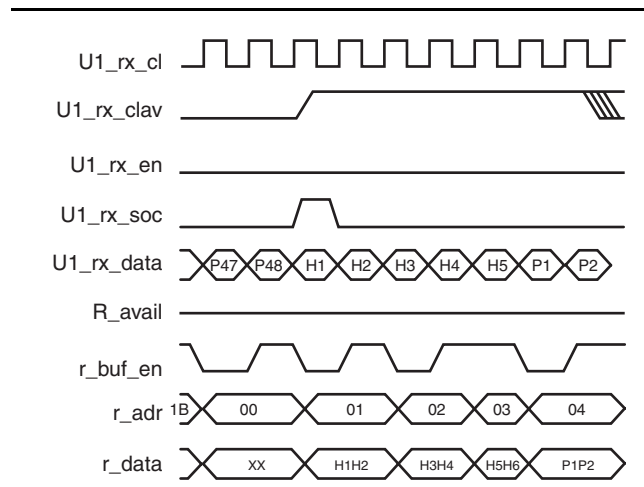 U1_rx_cl
U1_rx_clav
U1_rx_en
U1_rx_soc
U1_rx_data P47 P48 H1 H2 H3 H4 H5 P1 P2
R_avail
r_buf_en
r_adr 1B 00 01 02 03 04
r_data XX H1H2 H3H4 H5H6 P1P2